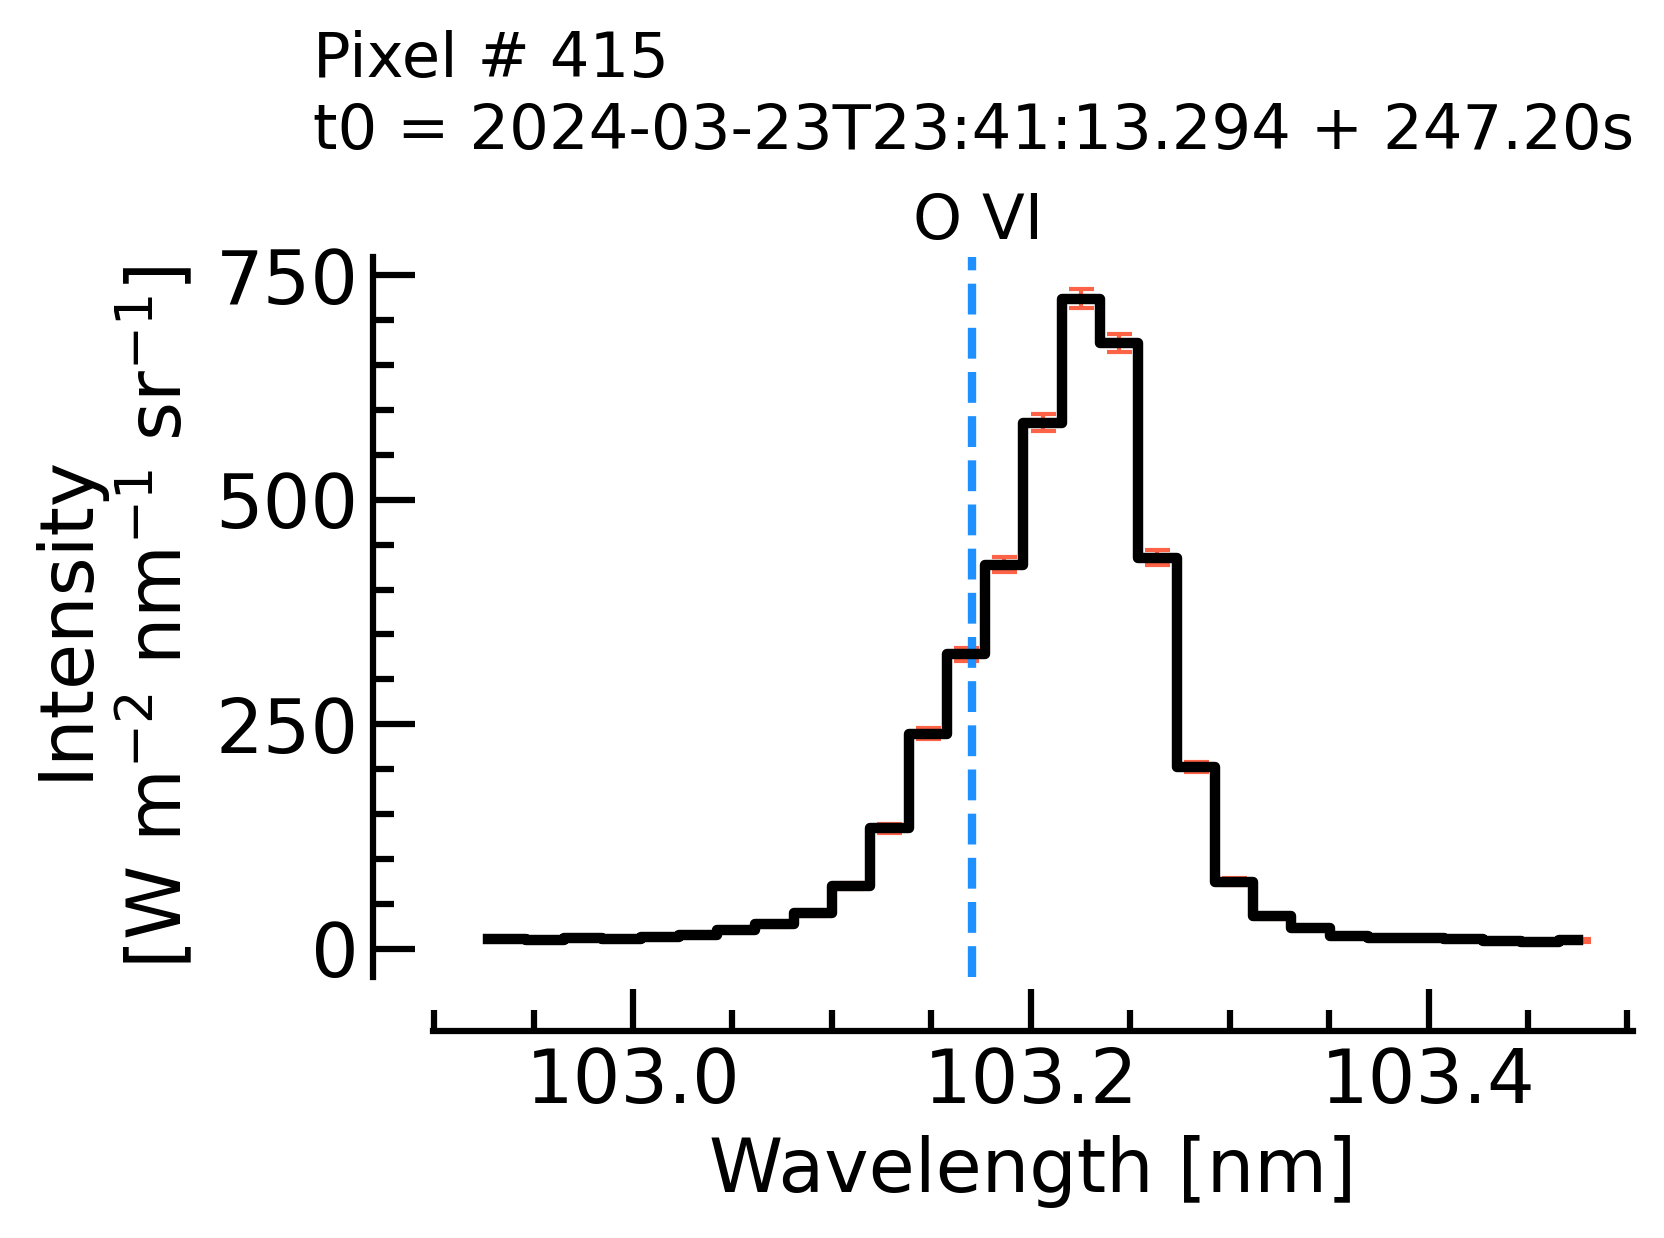 Pixel # 415
t0 = 2024-03-23T23:41:13.294 + 247.20s
O VI
Intensity
[W m⁻² nm⁻¹ sr⁻¹]
750
500
250
0
103.0 103.2 103.4
Wavelength [nm]